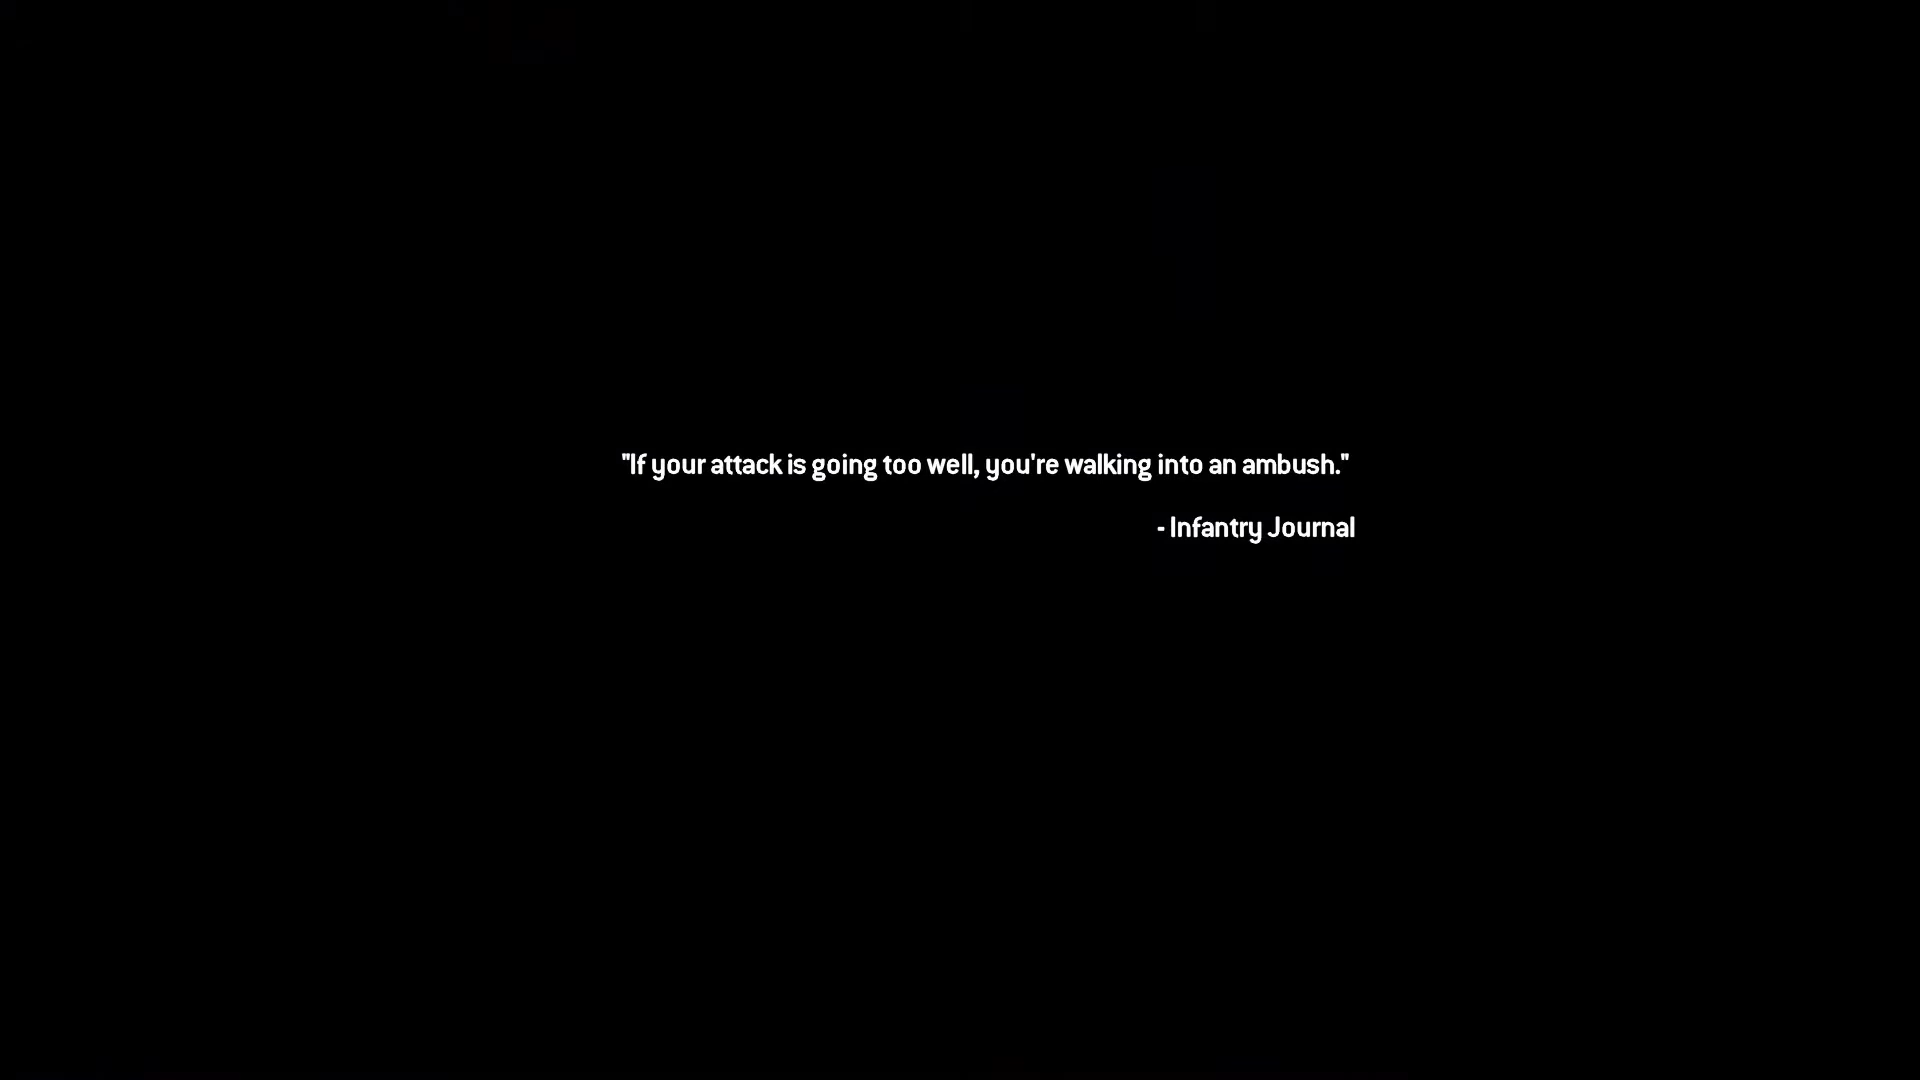 "If your attack is going too well, you're walking into an ambush."
- Infantry Journal